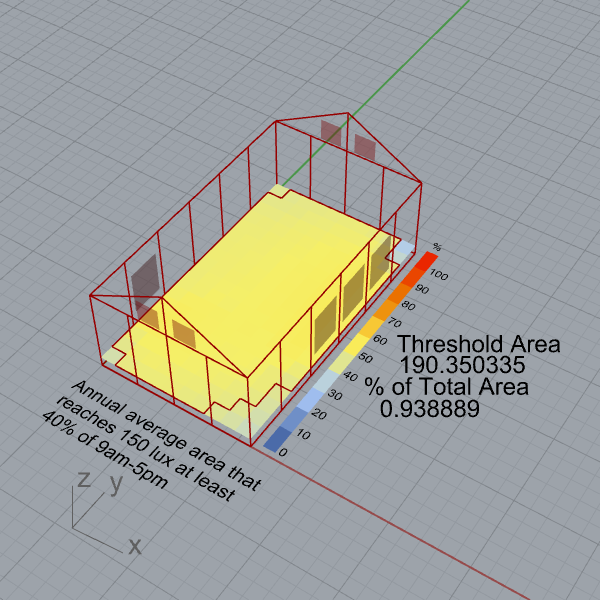 %
100
90
80
70
60
50
40
30
20
10
0
Threshold Area
190.350335
% of Total Area
0.938889
Annual average area that
reaches 150 lux at least
40% of 9am-5pm
z
y
x